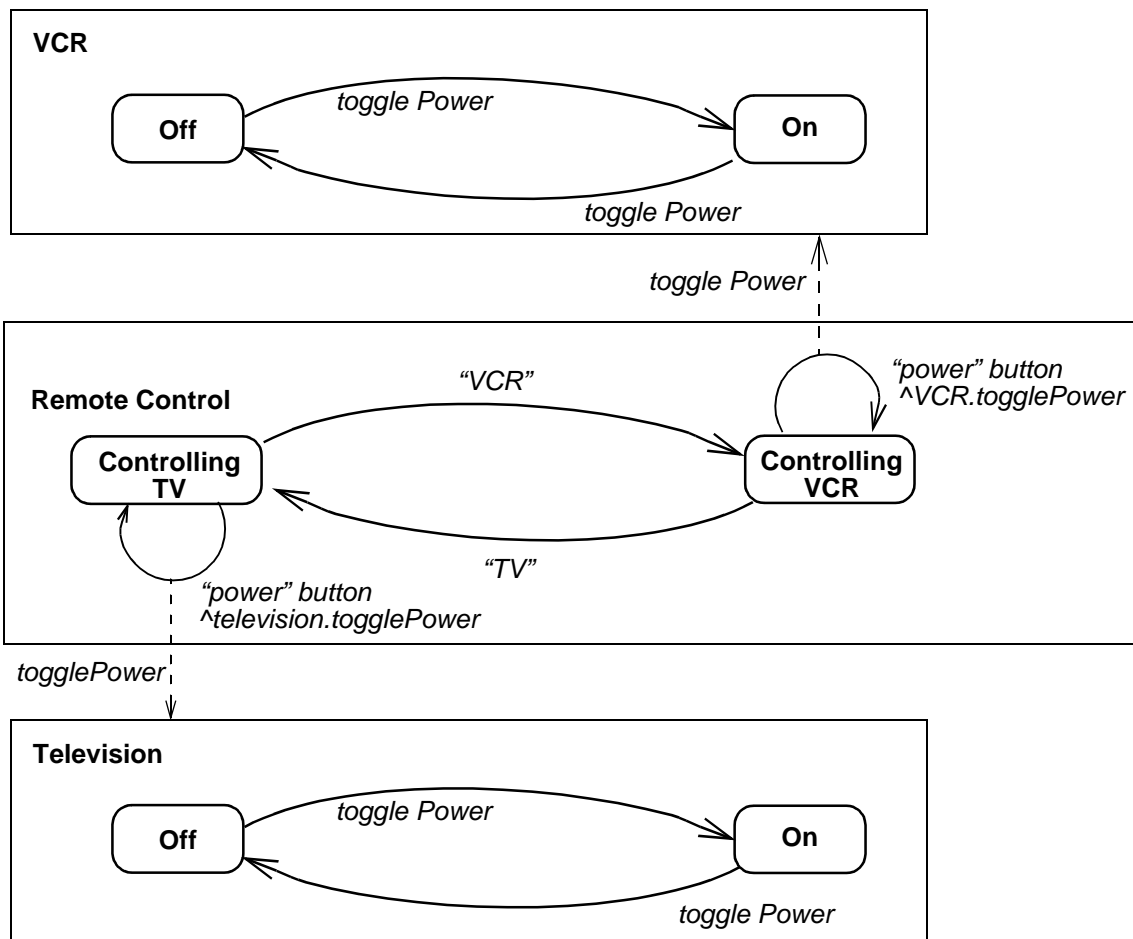 VCR
toggle Power
Off
On
toggle Power
toggle Power
“VCR”
“power” button
^VCR.togglePower
Remote Control
Controlling
TV
Controlling
VCR
“TV”
“power” button
^television.togglePower
togglePower
Television
toggle Power
Off
On
toggle Power